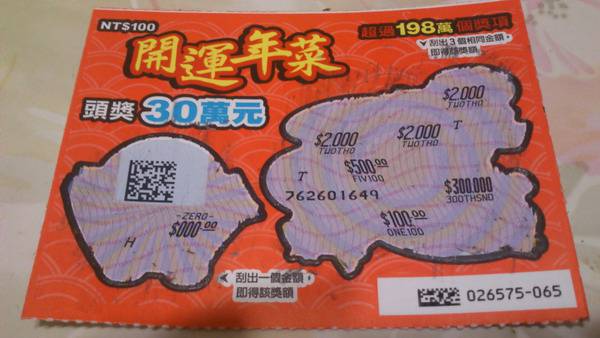 NT$100
開運年菜
超過198萬個獎項
刮出3個相同金額,
即得該獎額
頭獎 30萬元
$2,000
TWOTHO
$2,000
TWOTHO
$2,000
TWOTHO
T
T
$500.00
FIV100
762601649
$300,000
300THSND
$100.00
ONE100
-ZERO-
$000.00
H
刮出一個金額,
即得該獎額
026575-065